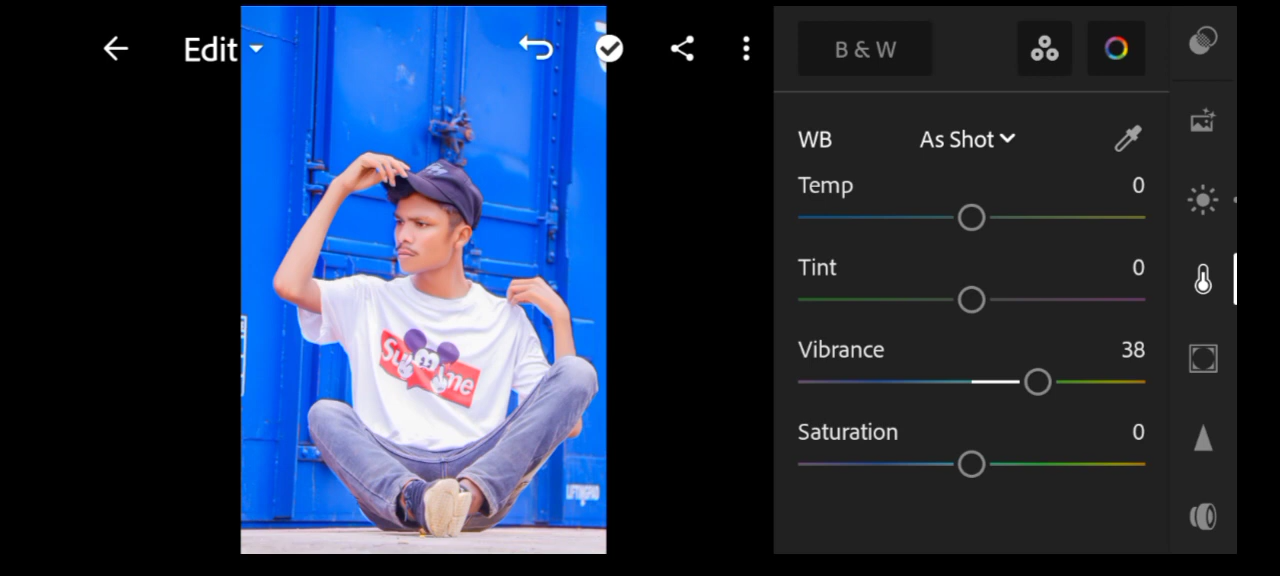 Edit
B & W
WB As Shot
Temp 0
Tint 0
Vibrance 38
Saturation 0